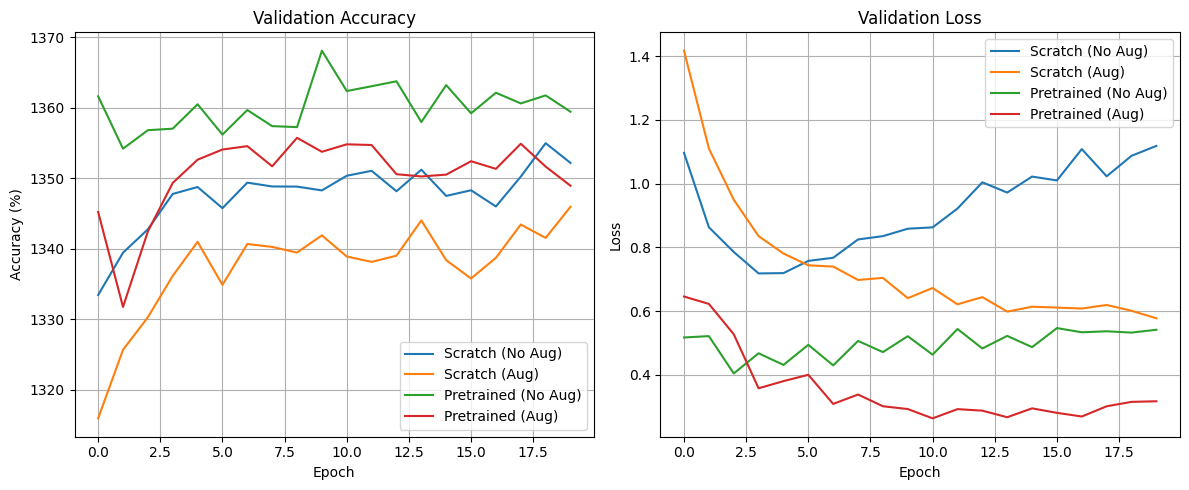 Validation Accuracy
Accuracy (%)
1370
1360
1350
1340
1330
1320
0.0 2.5 5.0 7.5 10.0 12.5 15.0 17.5
Epoch
Scratch (No Aug)
Scratch (Aug)
Pretrained (No Aug)
Pretrained (Aug)
Validation Loss
Loss
1.4
1.2
1.0
0.8
0.6
0.4
0.0 2.5 5.0 7.5 10.0 12.5 15.0 17.5
Epoch
Scratch (No Aug)
Scratch (Aug)
Pretrained (No Aug)
Pretrained (Aug)